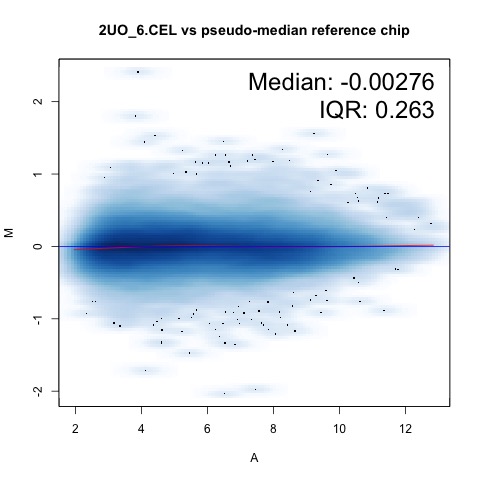 2UO_6.CEL vs pseudo-median reference chip
Median: -0.00276
IQR: 0.263
M
2
1
0
-1
-2
2 4 6 8 10 12
A